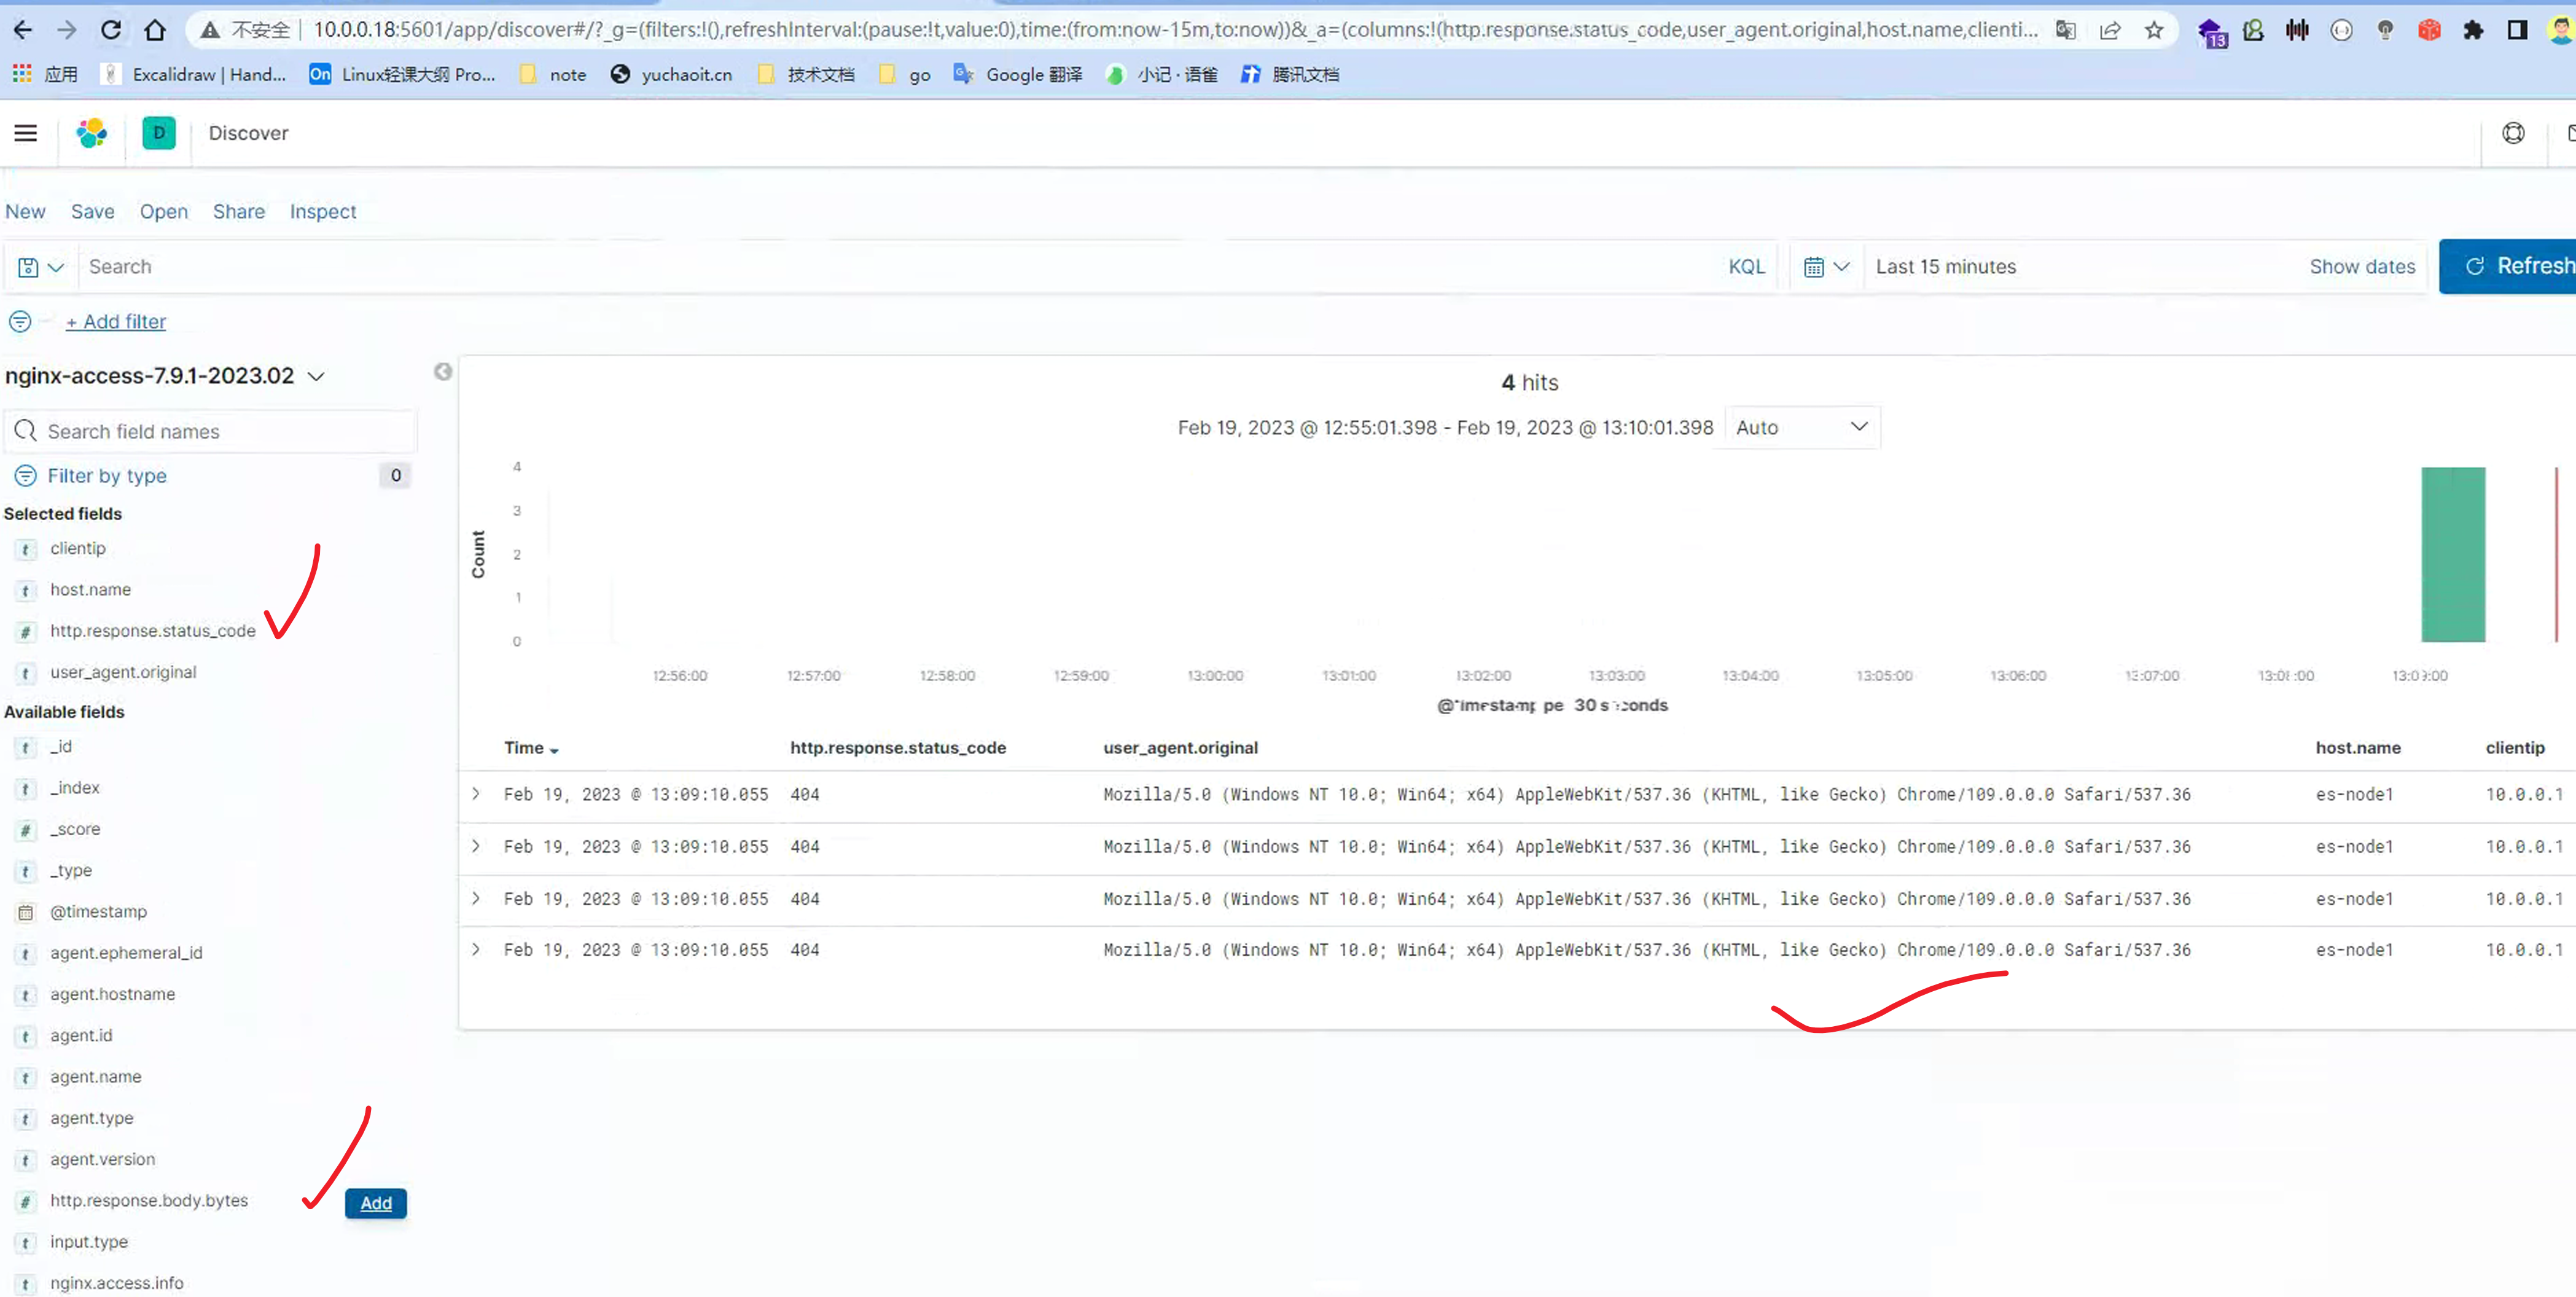 不安全 10.0.0.18:5601/app/discover#/?_g=(filters:!(),refreshInterval:(pause:!t,value:0),time:(from:now-15m,to:now))&_a=(columns:!(http.response.status_code,user_agent.original,host.name,clienti... 13
应用 Excalidraw | Hand... On Linux轻课大纲 Pro... note yuchaoit.cn 技术文档 go Google 翻译 小记 · 语雀 腾讯文档
D Discover
New Save Open Share Inspect
Search KQL Last 15 minutes Show dates Refresh
+ Add filter
nginx-access-7.9.1-2023.02
Search field names
Filter by type 0
Selected fields
t clientip
t host.name
# http.response.status_code
t user_agent.original
Available fields
t _id
t _index
# _score
t _type
@timestamp
t agent.ephemeral_id
t agent.hostname
t agent.id
t agent.name
t agent.type
t agent.version
# http.response.body.bytes Add
t input.type
t nginx.access.info
4 hits
Feb 19, 2023 @ 12:55:01.398 - Feb 19, 2023 @ 13:10:01.398 Auto
Count
4
3
2
1
0
12:56:00 12:57:00 12:58:00 12:59:00 13:00:00 13:01:00 13:02:00 13:03:00 13:04:00 13:05:00 13:06:00 13:07:00 13:08:00 13:09:00
@timestamp per 30 seconds
Time http.response.status_code user_agent.original host.name clientip
Feb 19, 2023 @ 13:09:10.055 404 Mozilla/5.0 (Windows NT 10.0; Win64; x64) AppleWebKit/537.36 (KHTML, like Gecko) Chrome/109.0.0.0 Safari/537.36 es-node1 10.0.0.1
Feb 19, 2023 @ 13:09:10.055 404 Mozilla/5.0 (Windows NT 10.0; Win64; x64) AppleWebKit/537.36 (KHTML, like Gecko) Chrome/109.0.0.0 Safari/537.36 es-node1 10.0.0.1
Feb 19, 2023 @ 13:09:10.055 404 Mozilla/5.0 (Windows NT 10.0; Win64; x64) AppleWebKit/537.36 (KHTML, like Gecko) Chrome/109.0.0.0 Safari/537.36 es-node1 10.0.0.1
Feb 19, 2023 @ 13:09:10.055 404 Mozilla/5.0 (Windows NT 10.0; Win64; x64) AppleWebKit/537.36 (KHTML, like Gecko) Chrome/109.0.0.0 Safari/537.36 es-node1 10.0.0.1